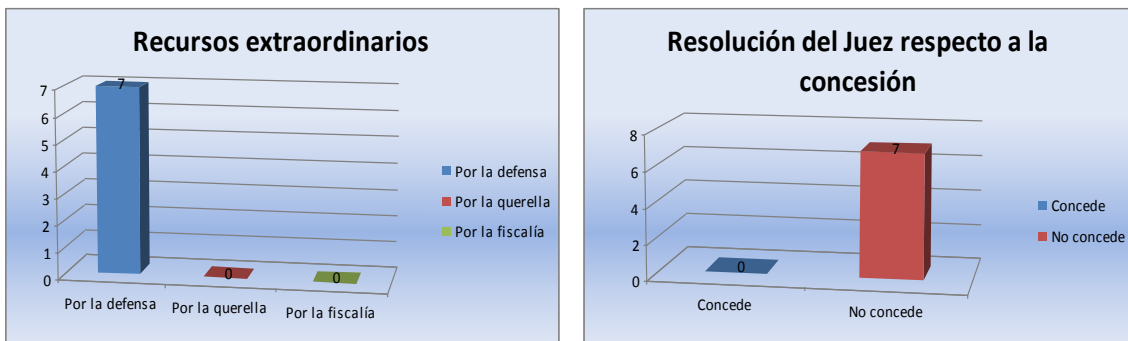 Recursos extraordinarios
7
6
5
4
3
2
1
0
7
0
0
Por la defensa
Por la querella
Por la fiscalía
Por la defensa
Por la querella
Por la fiscalía
Resolución del Juez respecto a la
concesión
8
6
4
2
0
0
7
Concede
No concede
Concede
No concede